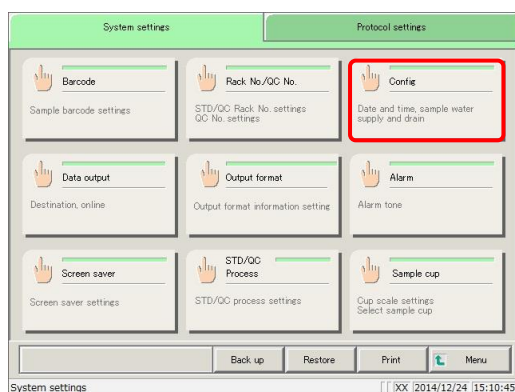 System settings
Protocol settings
Barcode
Sample barcode settings
Rack No./QC No.
STD/QC Rack No. settings
QC No. settings
Config
Date and time, sample water
supply and drain
Data output
Destination, online
Output format
Output format information setting
Alarm
Alarm tone
Screen saver
Screen saver settings
STD/QC
Process
STD/QC process settings
Sample cup
Cup scale settings
Select sample cup
Back up
Restore
Print
Menu
System settings
XX 2014/12/24 15:10:45